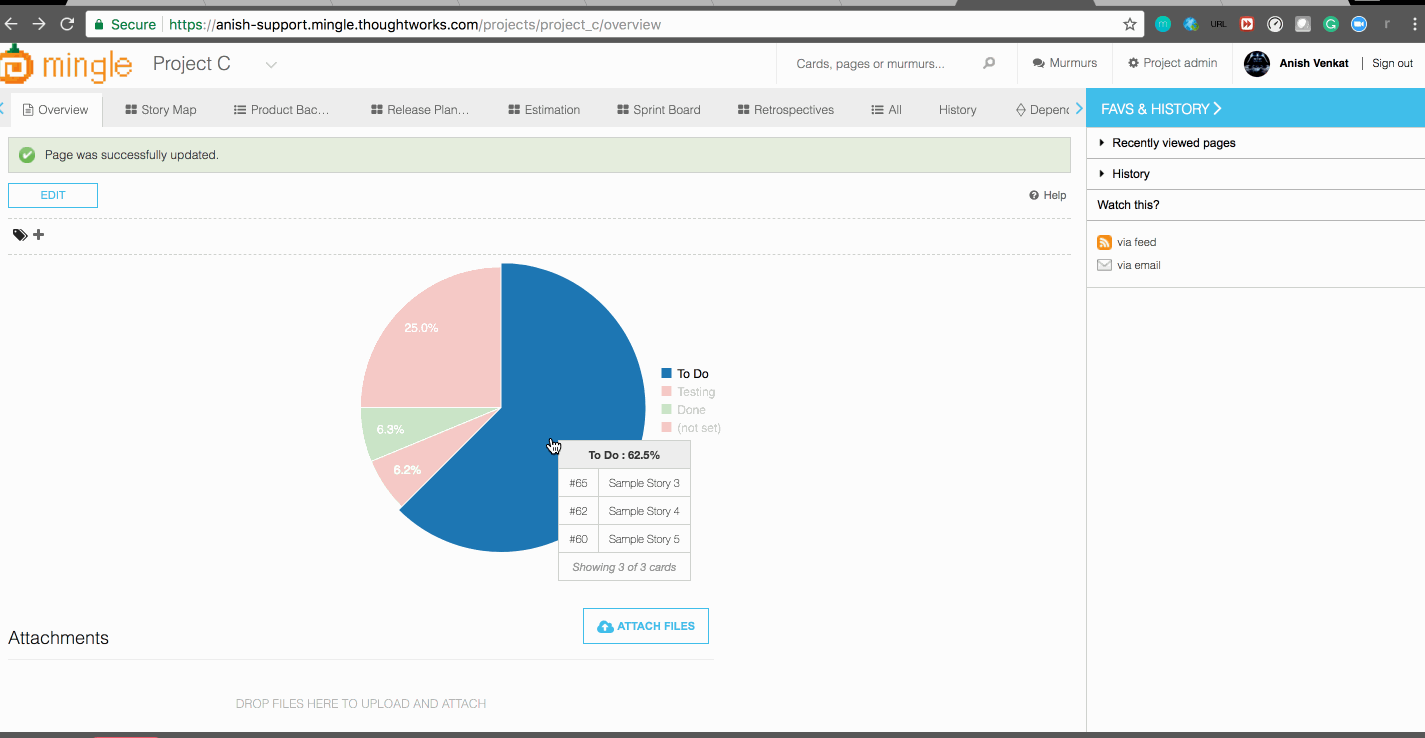 Secure https://anish-support.mingle.thoughtworks.com/projects/project_c/overview URL
mingle Project C Cards, pages or murmurs... Murmurs Project admin Anish Venkat Sign out
Overview Story Map Product Bac... Release Plan... Estimation Sprint Board Retrospectives All History Depend
FAVS & HISTORY
Page was successfully updated.
Recently viewed pages
History
EDIT
Help
Watch this?
via feed
via email
25.0%
6.3%
6.2%
To Do
Testing
Done
(not set)
To Do : 62.5%
#65 Sample Story 3
#62 Sample Story 4
#60 Sample Story 5
Showing 3 of 3 cards
ATTACH FILES
Attachments
DROP FILES HERE TO UPLOAD AND ATTACH